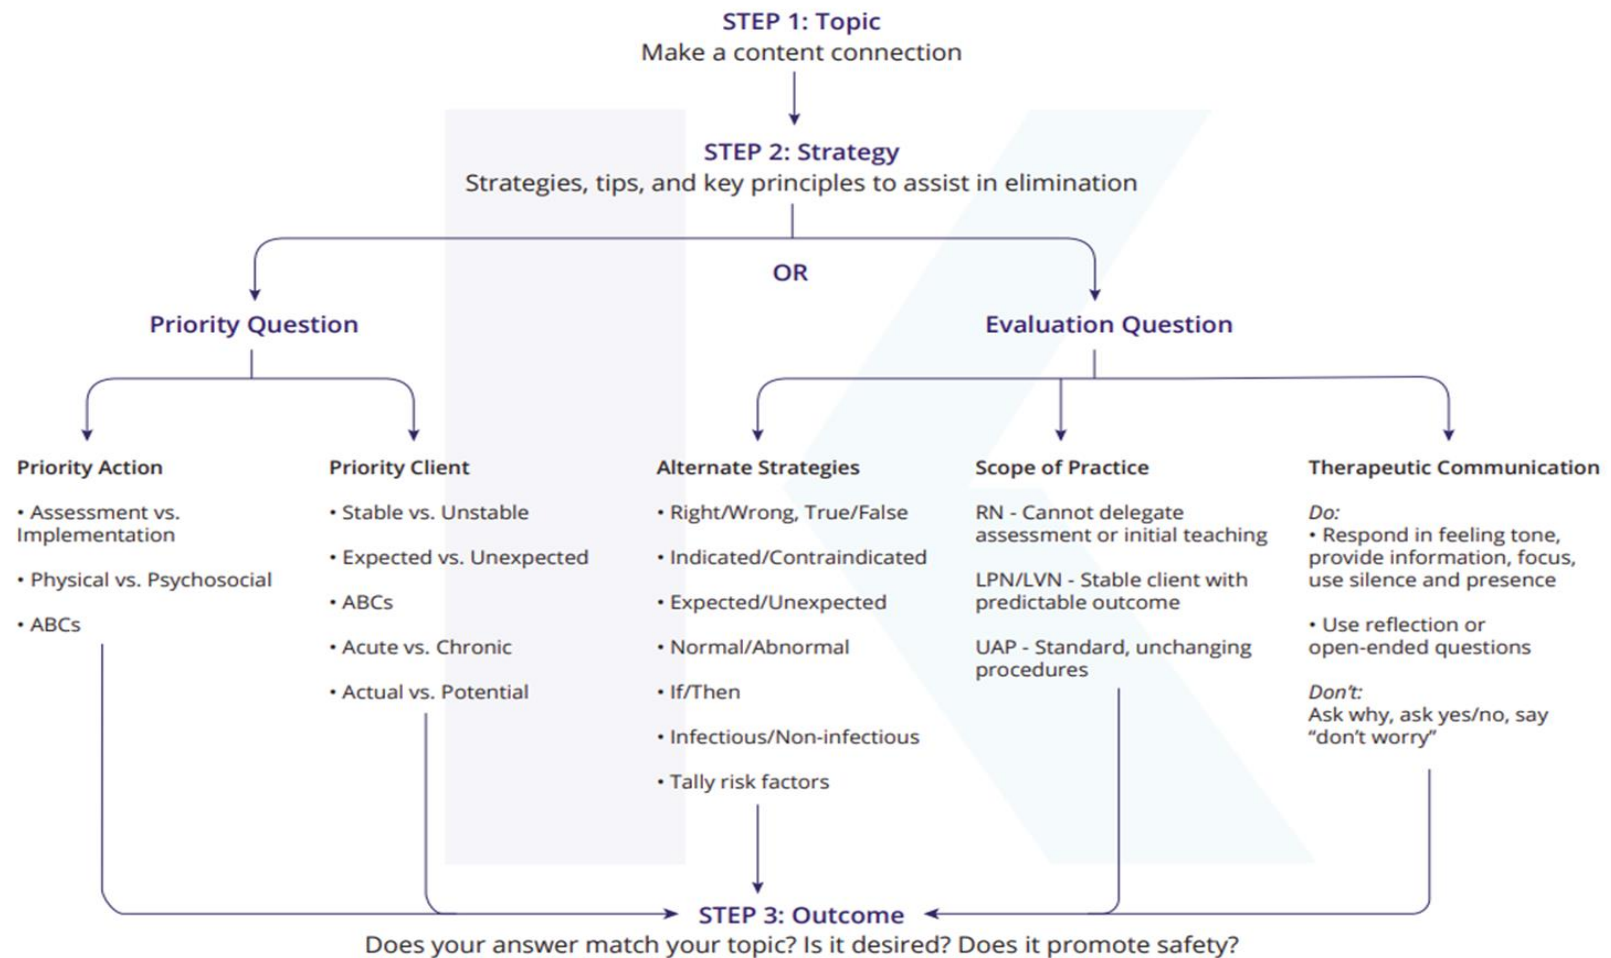 STEP 1: Topic
Make a content connection
STEP 2: Strategy
Strategies, tips, and key principles to assist in elimination
OR
Priority Question
Evaluation Question
Priority Action
• Assessment vs.
Implementation
• Physical vs. Psychosocial
• ABCs
Priority Client
• Stable vs. Unstable
• Expected vs. Unexpected
• ABCs
• Acute vs. Chronic
• Actual vs. Potential
Alternate Strategies
• Right/Wrong, True/False
• Indicated/Contraindicated
• Expected/Unexpected
• Normal/Abnormal
• If/Then
• Infectious/Non-infectious
• Tally risk factors
Scope of Practice
RN - Cannot delegate
assessment or initial teaching
LPN/LVN - Stable client with
predictable outcome
UAP - Standard, unchanging
procedures
Therapeutic Communication
Do:
• Respond in feeling tone,
provide information, focus,
use silence and presence
• Use reflection or
open-ended questions
Don't:
Ask why, ask yes/no, say
“don't worry”
STEP 3: Outcome
Does your answer match your topic? Is it desired? Does it promote safety?